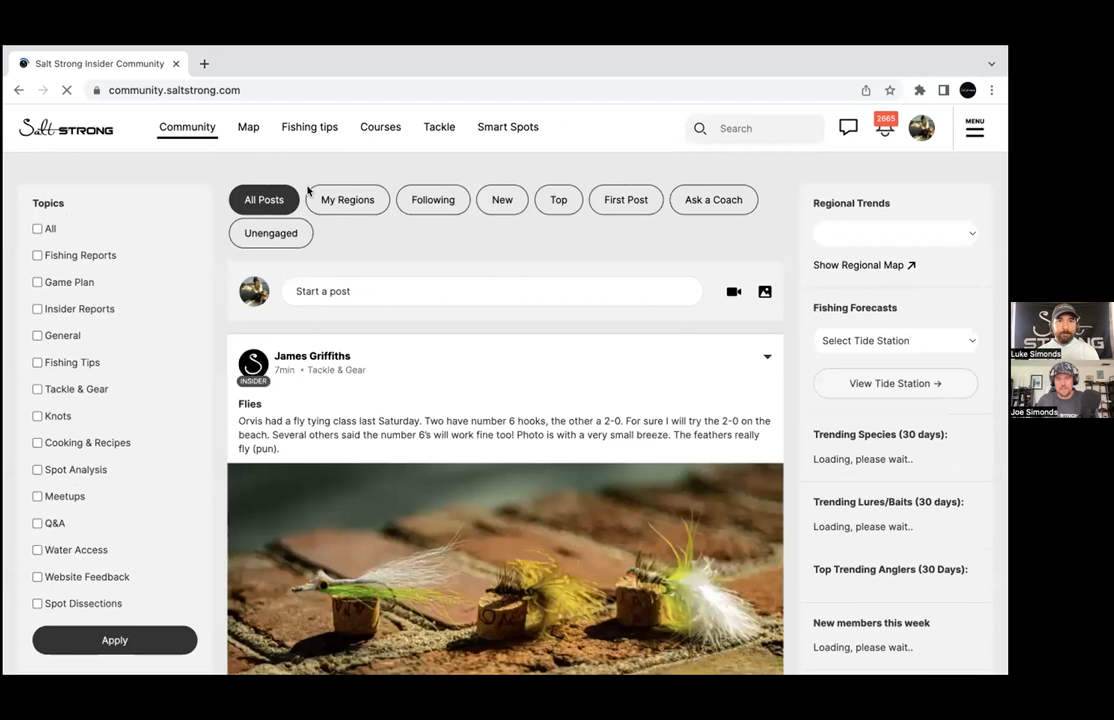 Salt Strong Insider Community
community.saltstrong.com
Salt STRONG
Community
Map
Fishing tips
Courses
Tackle
Smart Spots
Search
2665
MENU
Topics
All
Fishing Reports
Game Plan
Insider Reports
General
Fishing Tips
Tackle & Gear
Knots
Cooking & Recipes
Spot Analysis
Meetups
Q&A
Water Access
Website Feedback
Spot Dissections
Apply
All Posts
My Regions
Following
New
Top
First Post
Ask a Coach
Unengaged
Start a post
James Griffiths
7min • Tackle & Gear
S
INSIDER
Flies
Orvis had a fly tying class last Saturday. Two have number 6 hooks, the other a 2-0. For sure I will try the 2-0 on the
beach. Several others said the number 6's will work fine too! Photo is with a very small breeze. The feathers really
fly (pun).
Regional Trends
Show Regional Map
Fishing Forecasts
Select Tide Station
View Tide Station →
Trending Species (30 days):
Loading, please wait..
Trending Lures/Baits (30 days):
Loading, please wait..
Top Trending Anglers (30 Days):
New members this week
Loading, please wait..
Luke Simonds
Joe Simonds